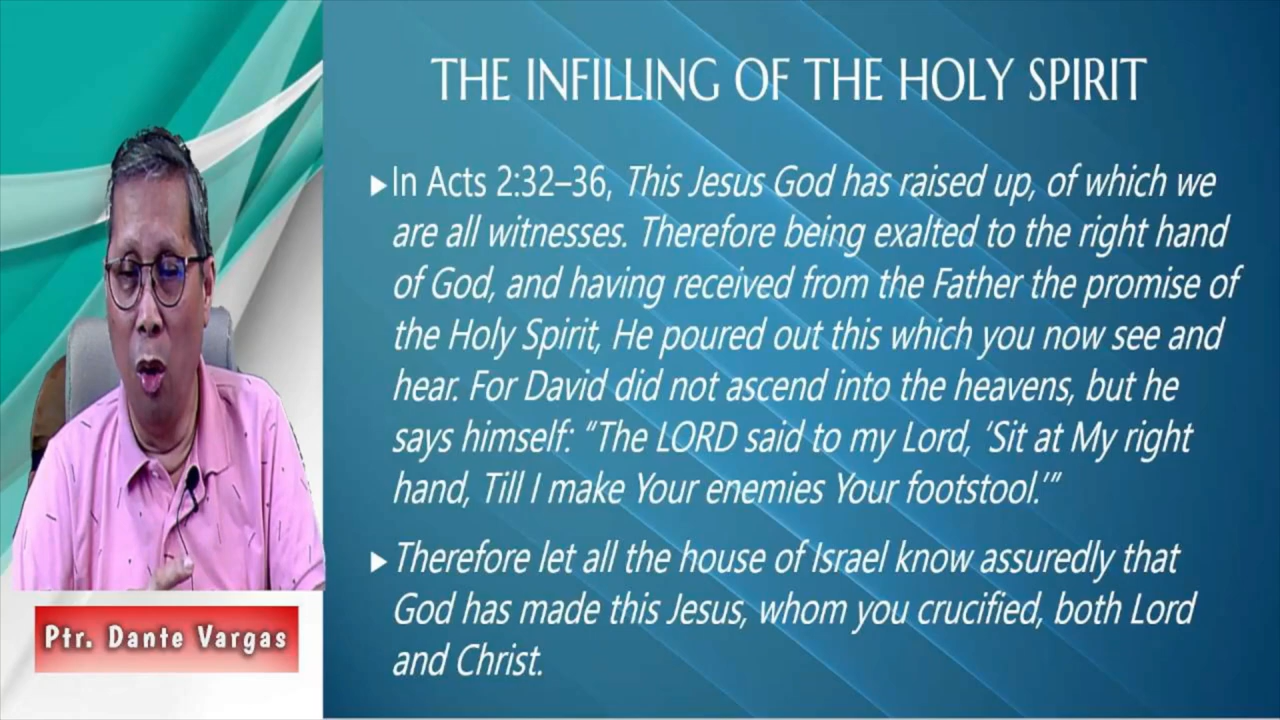 THE INFILLING OF THE HOLY SPIRIT
▶In Acts 2:32–36, This Jesus God has raised up, of which we
are all witnesses. Therefore being exalted to the right hand
of God, and having received from the Father the promise of
the Holy Spirit, He poured out this which you now see and
hear. For David did not ascend into the heavens, but he
says himself: “The LORD said to my Lord, ‘Sit at My right
hand, Till I make Your enemies Your footstool.’”
▶Therefore let all the house of Israel know assuredly that
God has made this Jesus, whom you crucified, both Lord
and Christ.
Ptr. Dante Vargas